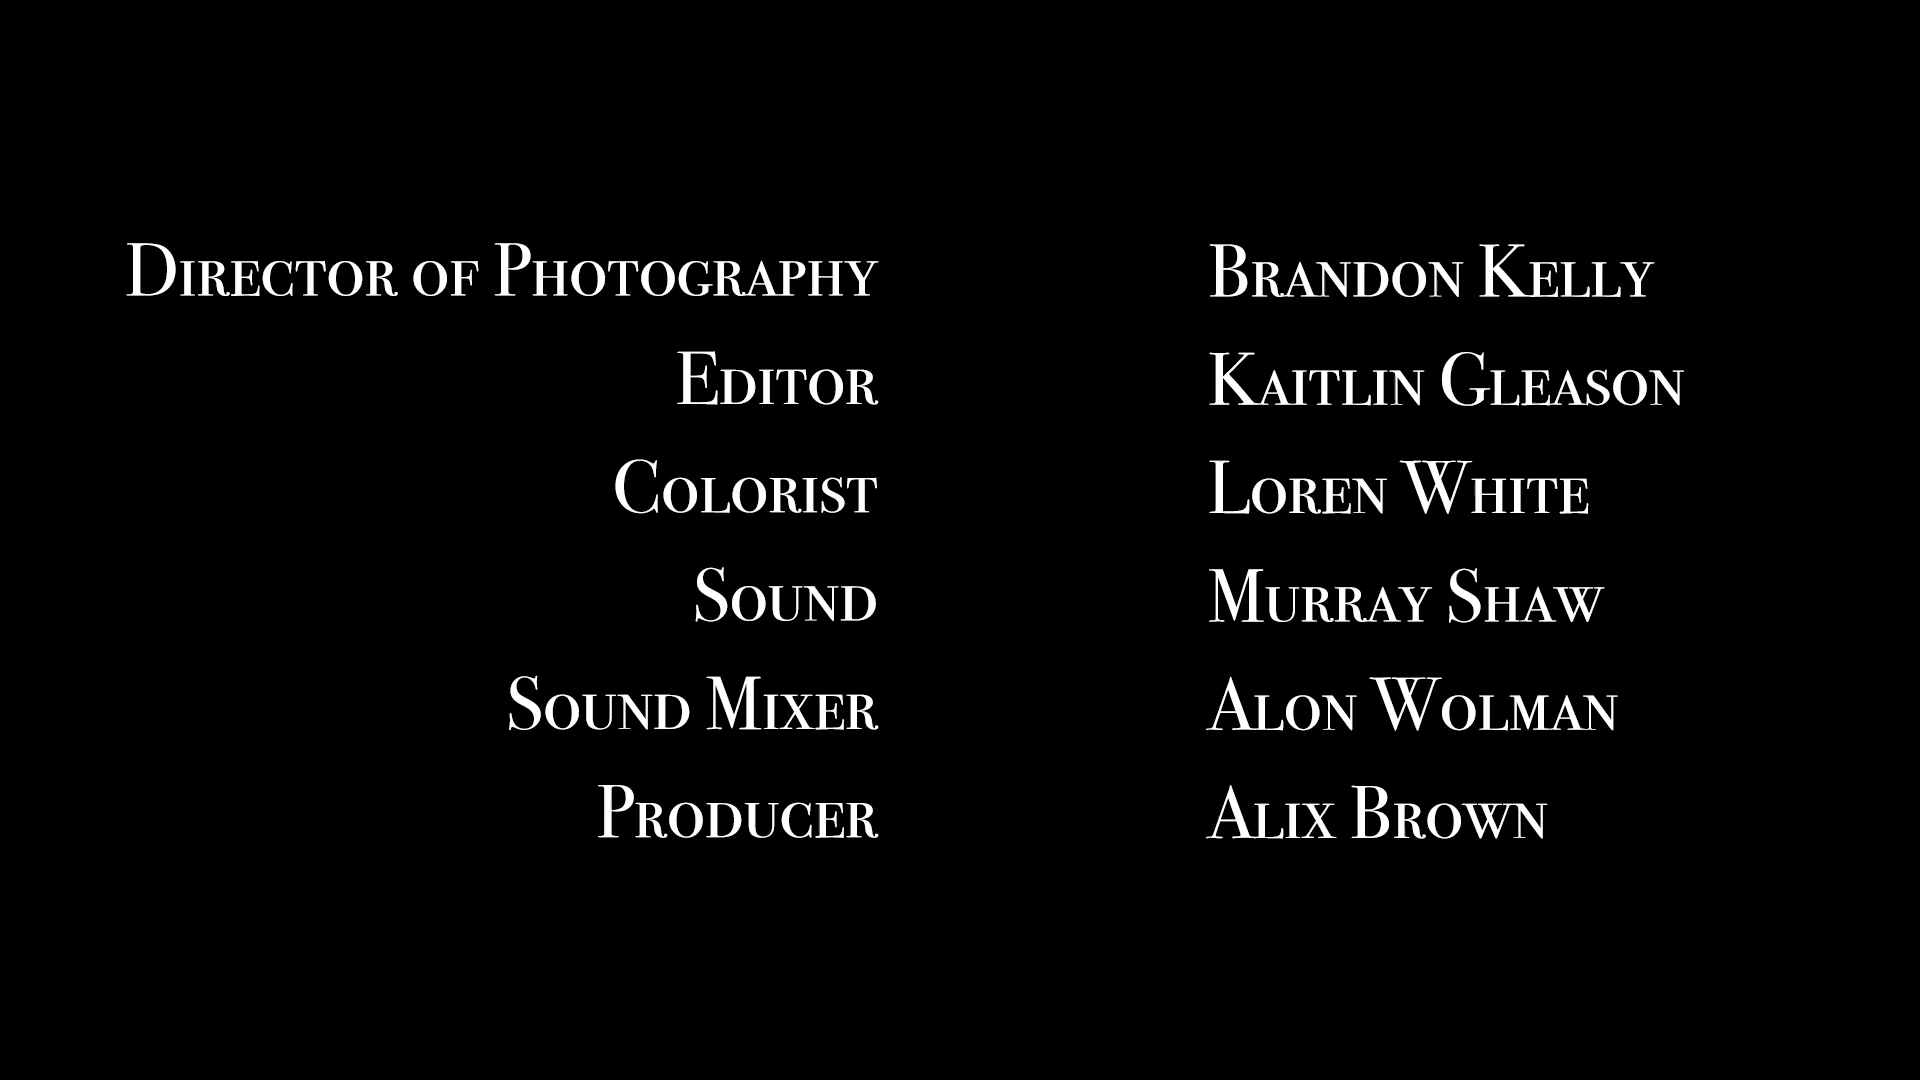 Director of Photography Brandon Kelly
Editor Kaitlin Gleason
Colorist Loren White
Sound Murray Shaw
Sound Mixer Alon Wolman
Producer Alix Brown